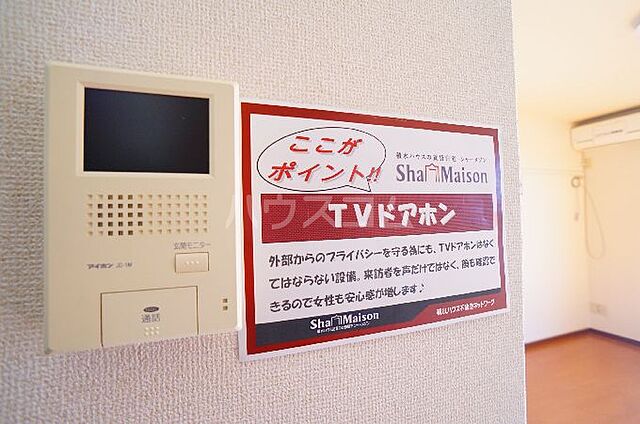 玄関モニター
アイホン
通話
ここが
ポイント!!
積水ハウスの賃貸住宅 シャーメゾン
Sha Maison
TVドアホン
外部からのプライバシーを守る為にも、TVドアホンはなく
てはならない設備。来訪者を声だけではなく、顔も確認で
きるので女性も安心感が増します♪
Sha Maison
積水ハウス不動産ネットワーク